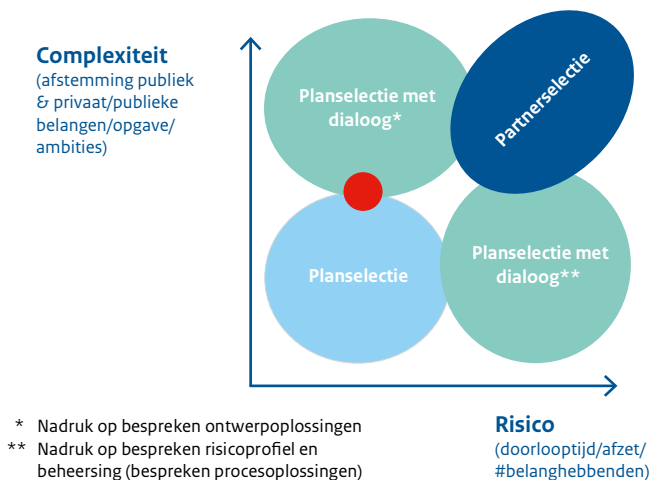 Complexiteit
(afstemming publiek
& privaat/publieke
belangen/opgave/
ambities)
Planselectie met
dialoog*
Partnerselectie
Planselectie
Planselectie met
dialoog**
* Nadruk op bespreken ontwerpoplossingen
** Nadruk op bespreken risicoprofiel en
beheersing (bespreken procesoplossingen)
Risico
(doorlooptijd/afzet/
#belanghebbenden)